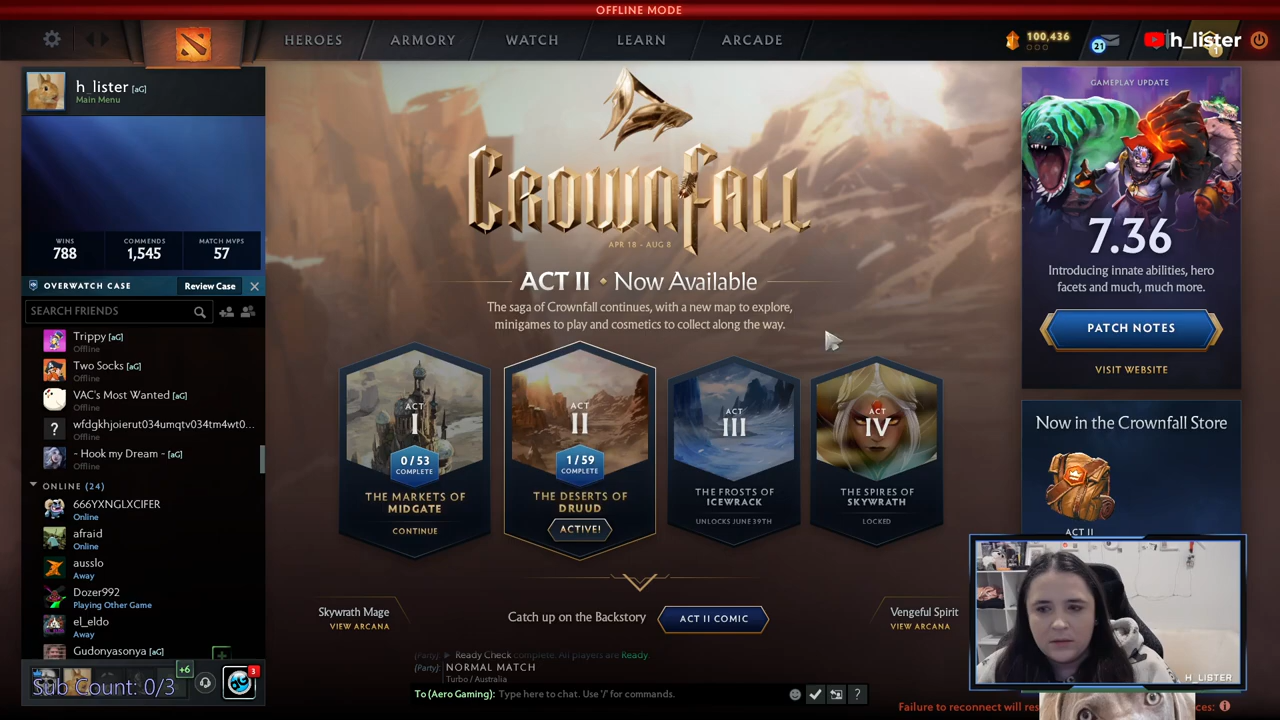 OFFLINE MODE
HEROES
ARMORY
WATCH
LEARN
ARCADE
100,436
21
h_lister
1
h_lister [aG]
Main Menu
WINS
788
COMMENDS
1,545
MATCH MVPS
57
OVERWATCH CASE
Review Case
SEARCH FRIENDS
Trippy [aG]
Offline
Two Socks [aG]
Offline
VAC's Most Wanted [aG]
Offline
?
wfdgkhjoierut034umqtv034tm4wt0...
Offline
- Hook my Dream - [aG]
Offline
ONLINE (24)
666YXNGLXCIFER
Online
afraid
Online
ausslo
Away
Dozer992
Playing Other Game
el_eldo
Away
Gudonyasonya [aG]
+6
3
Sub Count: 0/3
CROWNFALL
APR 18 - AUG 8
ACT II • Now Available
The saga of Crownfall continues, with a new map to explore,
minigames to play and cosmetics to collect along the way.
ACT
I
0/53
COMPLETE
THE MARKETS OF
MIDGATE
CONTINUE
ACT
II
1/59
COMPLETE
THE DESERTS OF
DRUUD
ACTIVE!
ACT
III
THE FROSTS OF
ICEWRACK
UNLOCKS JUNE 39TH
ACT
IV
THE SPIRES OF
SKYWRATH
LOCKED
Skywrath Mage
VIEW ARCANA
Catch up on the Backstory
ACT II COMIC
Vengeful Spirit
VIEW ARCANA
Ready Check complete. All players are Ready.
[Party]: NORMAL MATCH
Turbo / Australia
To (Aero Gaming): Type here to chat. Use '/' for commands.
?
GAMEPLAY UPDATE
7.36
Introducing innate abilities, hero
facets and much, much more.
PATCH NOTES
VISIT WEBSITE
Now in the Crownfall Store
ACT II
H_LISTER
Failure to reconnect will res
ces: